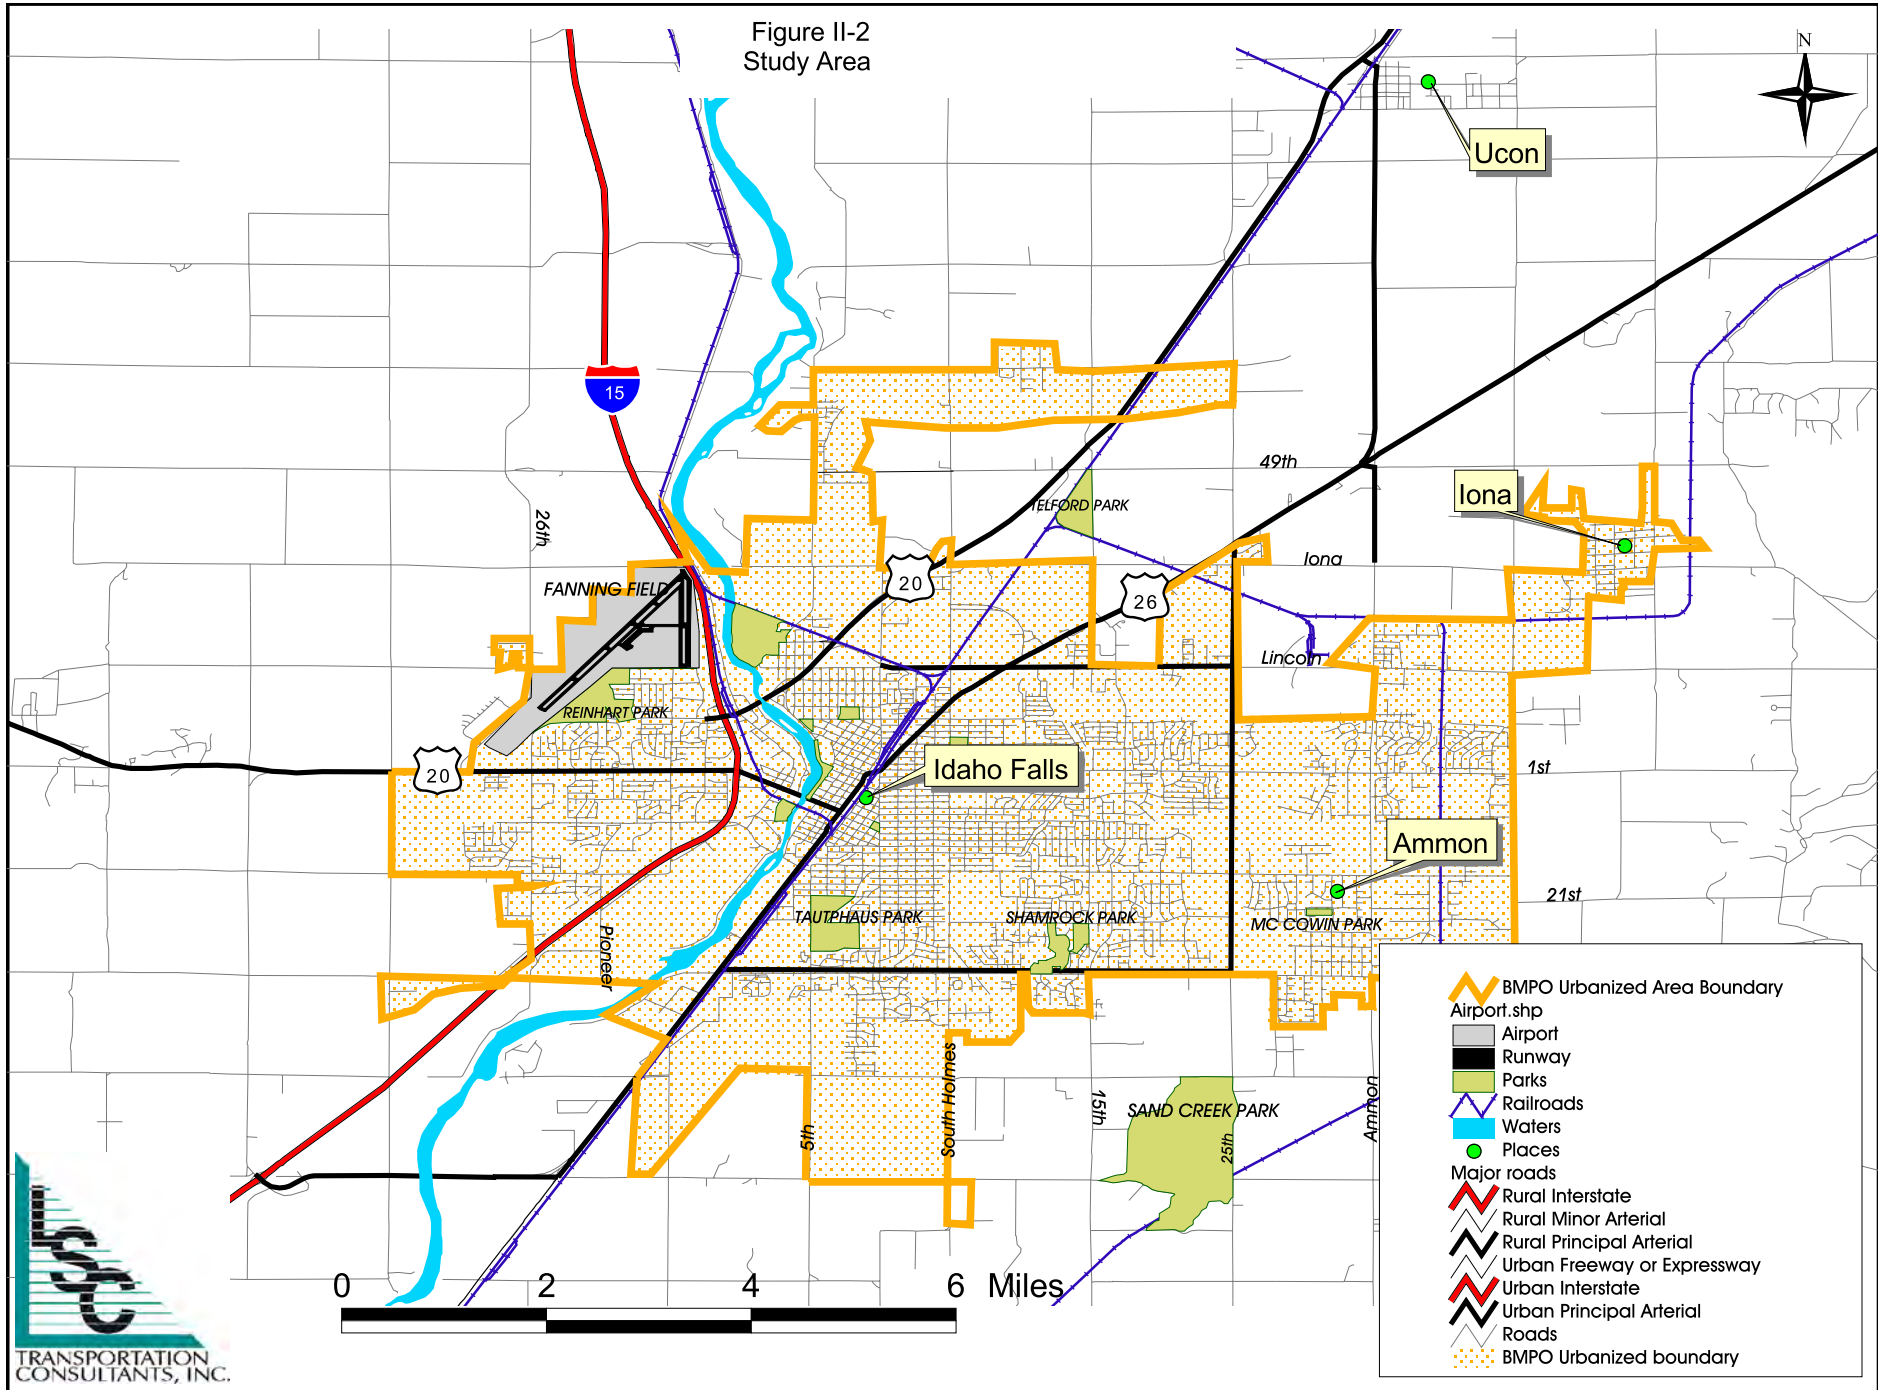 Figure II-2
Study Area
N
Ucon
15
49th
Iona
TELFORD PARK
26th
Iona
20
FANNING FIELD
26
Lincoln
REINHART PARK
20
Idaho Falls
1st
Ammon
21st
TAUTPHAUS PARK
SHAMROCK PARK
MC COWIN PARK
Pioneer
South Holmes
5th
15th
SAND CREEK PARK
25th
Ammon
BMPO Urbanized Area Boundary
Airport.shp
Airport
Runway
Parks
Railroads
Waters
Places
Major roads
Rural Interstate
Rural Minor Arterial
Rural Principal Arterial
Urban Freeway or Expressway
Urban Interstate
Urban Principal Arterial
Roads
BMPO Urbanized boundary
0 2 4 6 Miles
LSC
TRANSPORTATION
CONSULTANTS, INC.